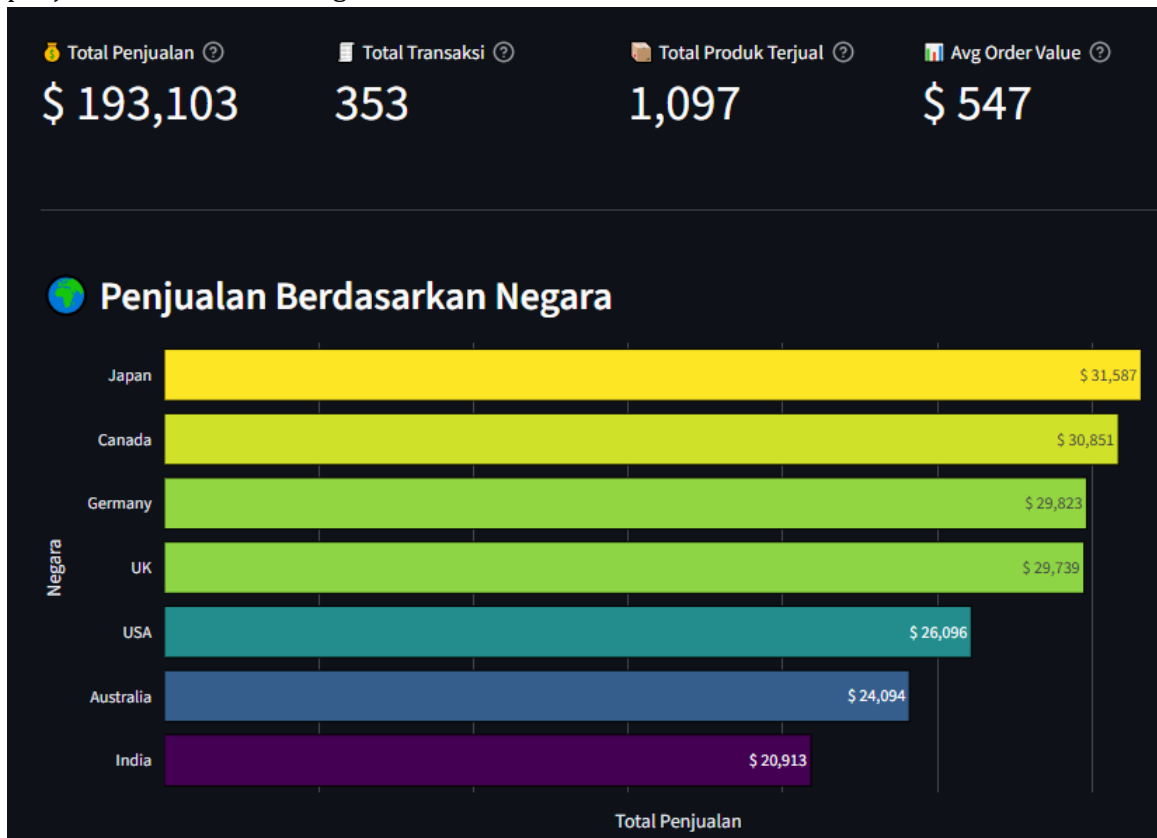 Total Penjualan
Total Transaksi
Total Produk Terjual
Avg Order Value
$ 193,103
353
1,097
$ 547
Penjualan Berdasarkan Negara
Japan
$ 31,587
Canada
$ 30,851
Germany
$ 29,823
UK
$ 29,739
USA
$ 26,096
Australia
$ 24,094
India
$ 20,913
Negara
Total Penjualan